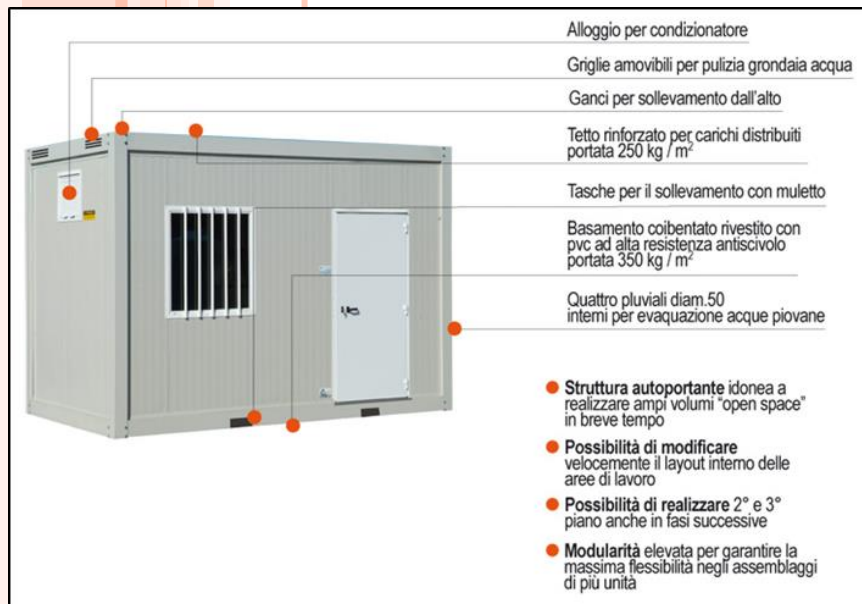 Alloggio per condizionatore
Griglie amovibili per pulizia grondaia acqua
Ganci per sollevamento dall'alto
Tetto rinforzato per carichi distribuiti
portata 250 kg / m²
Tasche per il sollevamento con muletto
Basamento coibentato rivestito con
pvc ad alta resistenza antiscivolo
portata 350 kg / m²
Quattro pluviali diam.50
interni per evaquazione acque piovane
Struttura autoportante idonea a
realizzare ampi volumi “open space”
in breve tempo
Possibilità di modificare
velocemente il layout interno delle
aree di lavoro
Possibilità di realizzare 2° e 3°
piano anche in fasi successive
Modularità elevata per garantire la
massima flessibilità negli assemblaggi
di più unità